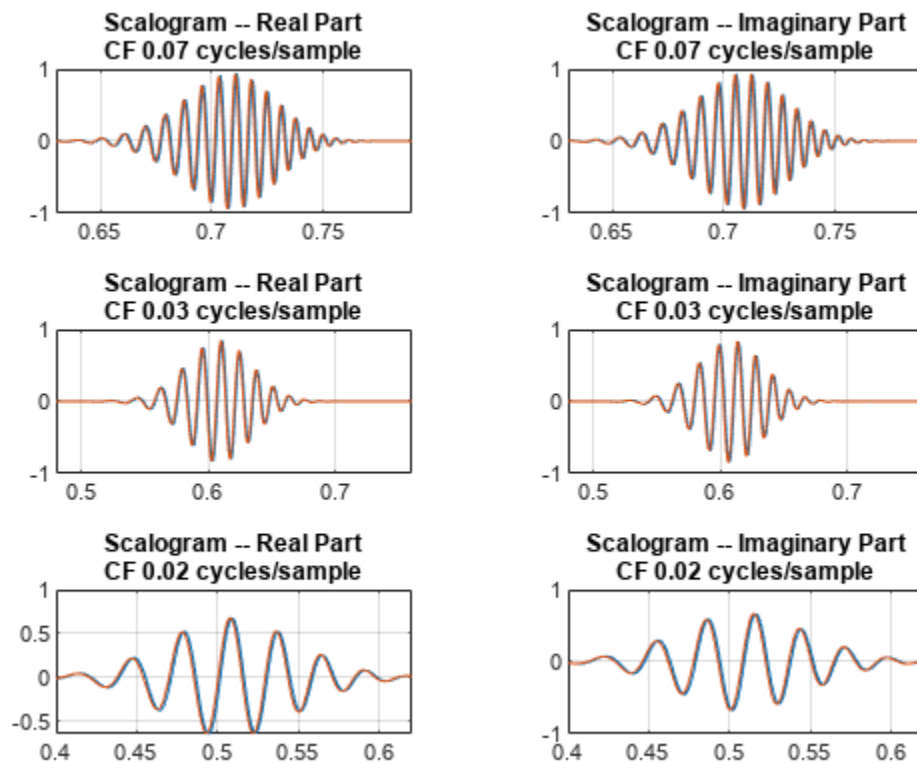 Scalogram -- Real Part
CF 0.07 cycles/sample
1
0
-1
0.65 0.7 0.75
Scalogram -- Imaginary Part
CF 0.07 cycles/sample
1
0
-1
0.65 0.7 0.75
Scalogram -- Real Part
CF 0.03 cycles/sample
1
0
-1
0.5 0.6 0.7
Scalogram -- Imaginary Part
CF 0.03 cycles/sample
1
0
-1
0.5 0.6 0.7
Scalogram -- Real Part
CF 0.02 cycles/sample
1
0.5
0
-0.5
0.4 0.45 0.5 0.55 0.6
Scalogram -- Imaginary Part
CF 0.02 cycles/sample
1
0
-1
0.4 0.45 0.5 0.55 0.6